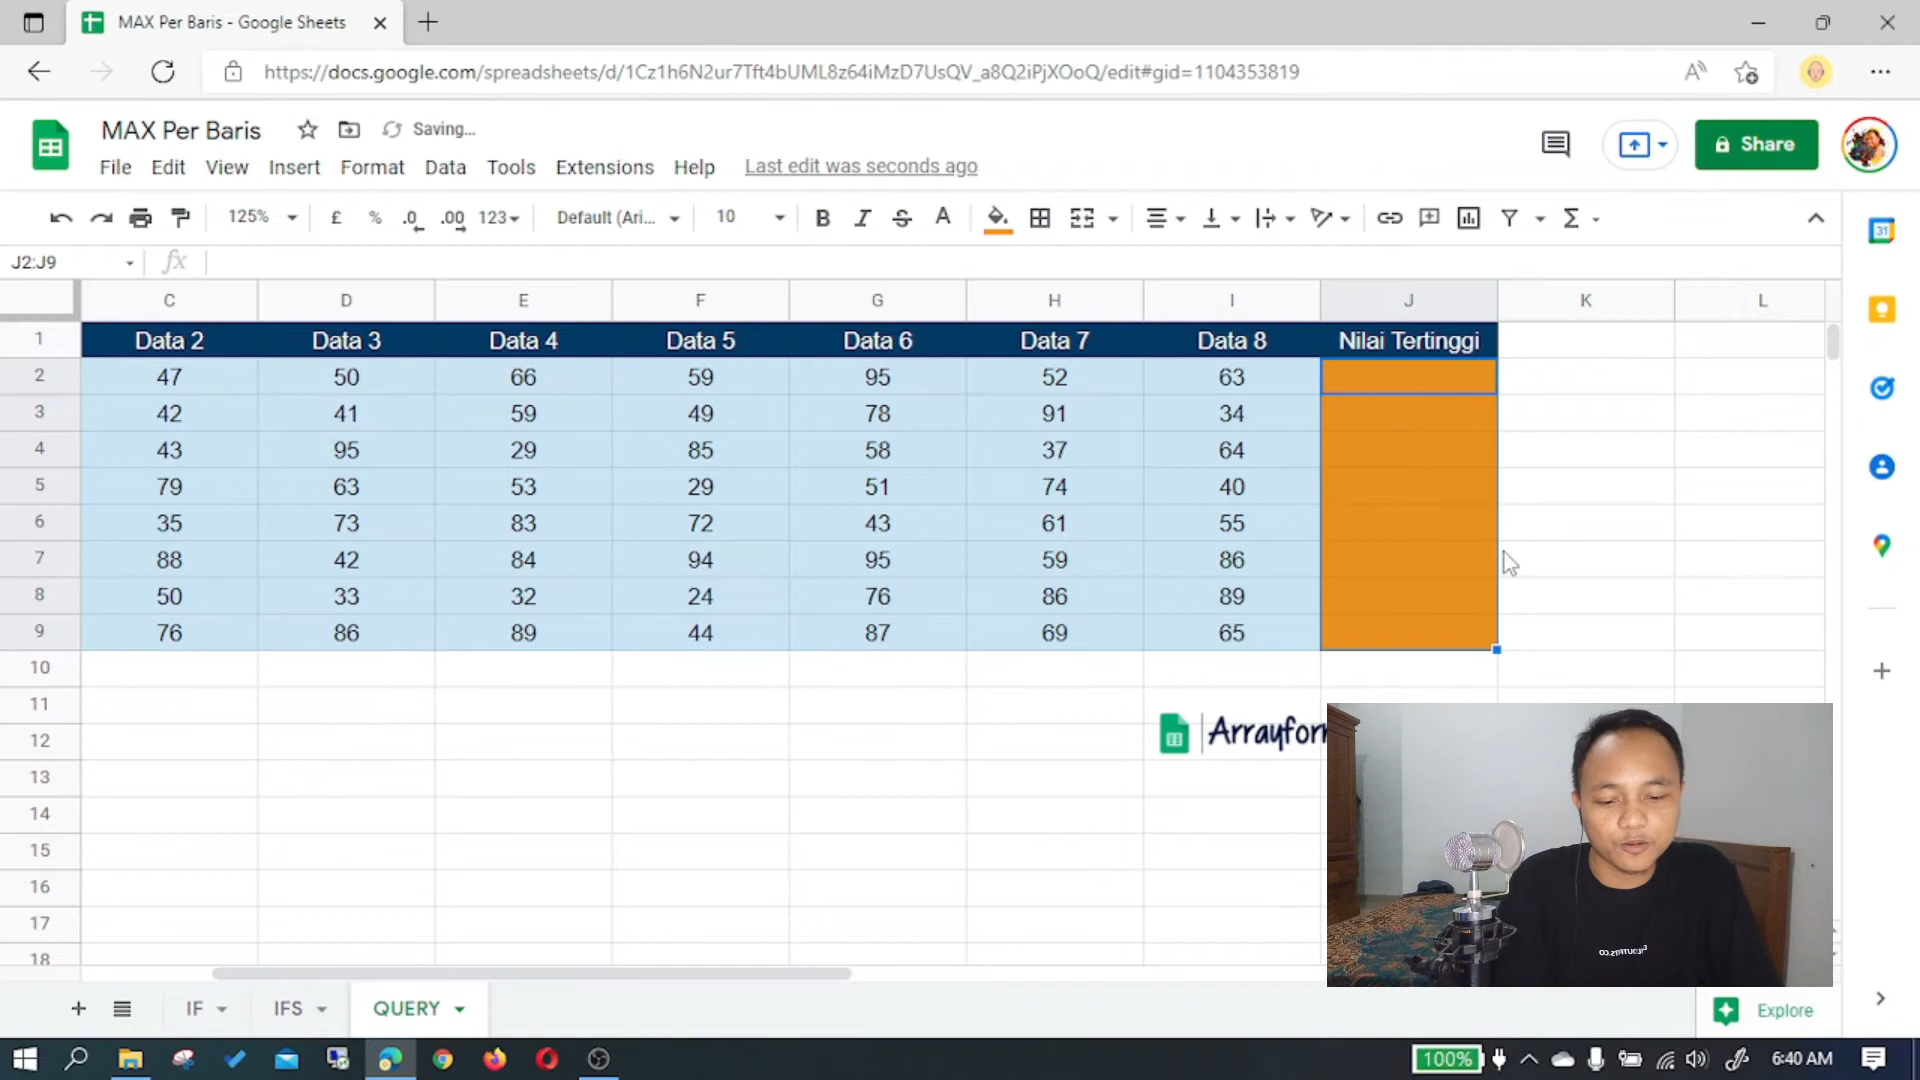 MAX Per Baris - Google Sheets
https://docs.google.com/spreadsheets/d/1Cz1h6N2ur7Tft4bUML8z64iMzD7UsQV_a8Q2iPjXOoQ/edit#gid=1104353819
MAX Per Baris
Saving...
Share
File Edit View Insert Format Data Tools Extensions Help Last edit was seconds ago
125% £ % .0 .00 123 Default (Ari... 10 B I S A Σ
31
J2:J9 fx
C D E F G H I J K L
1 Data 2 Data 3 Data 4 Data 5 Data 6 Data 7 Data 8 Nilai Tertinggi
2 47 50 66 59 95 52 63
3 42 41 59 49 78 91 34
4 43 95 29 85 58 37 64
5 79 63 53 29 51 74 40
6 35 73 83 72 43 61 55
7 88 42 84 94 95 59 86
8 50 33 32 24 76 86 89
9 76 86 89 44 87 69 65
10
11
12
Arrayform
13
14
15
16
17
18
IF IFS QUERY Explore
100% 6:40 AM